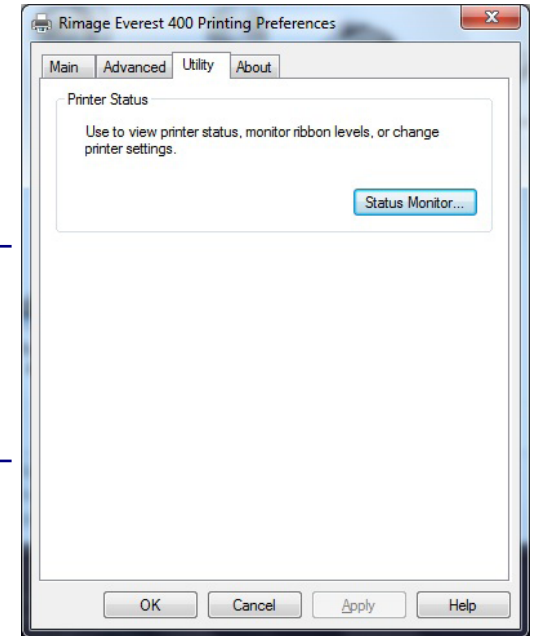 Rimage Everest 400 Printing Preferences
Main Advanced Utility About
Printer Status
Use to view printer status, monitor ribbon levels, or change
printer settings.
Status Monitor...
OK Cancel Apply Help